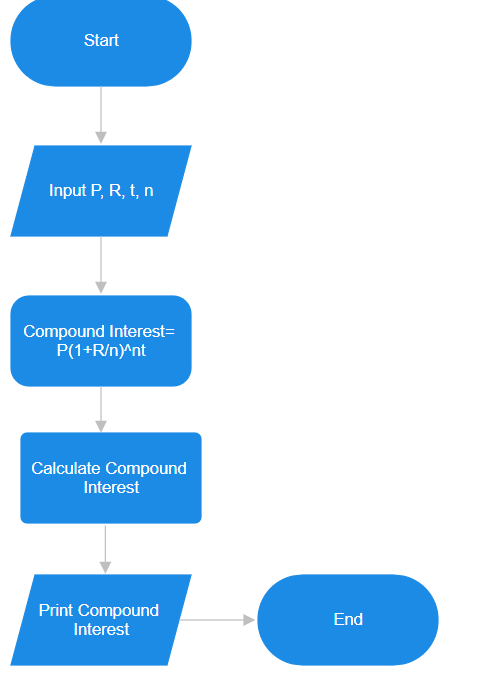 Start
Input P, R, t, n
Compound Interest=
P(1+R/n)^nt
Calculate Compound
Interest
Print Compound
Interest
End